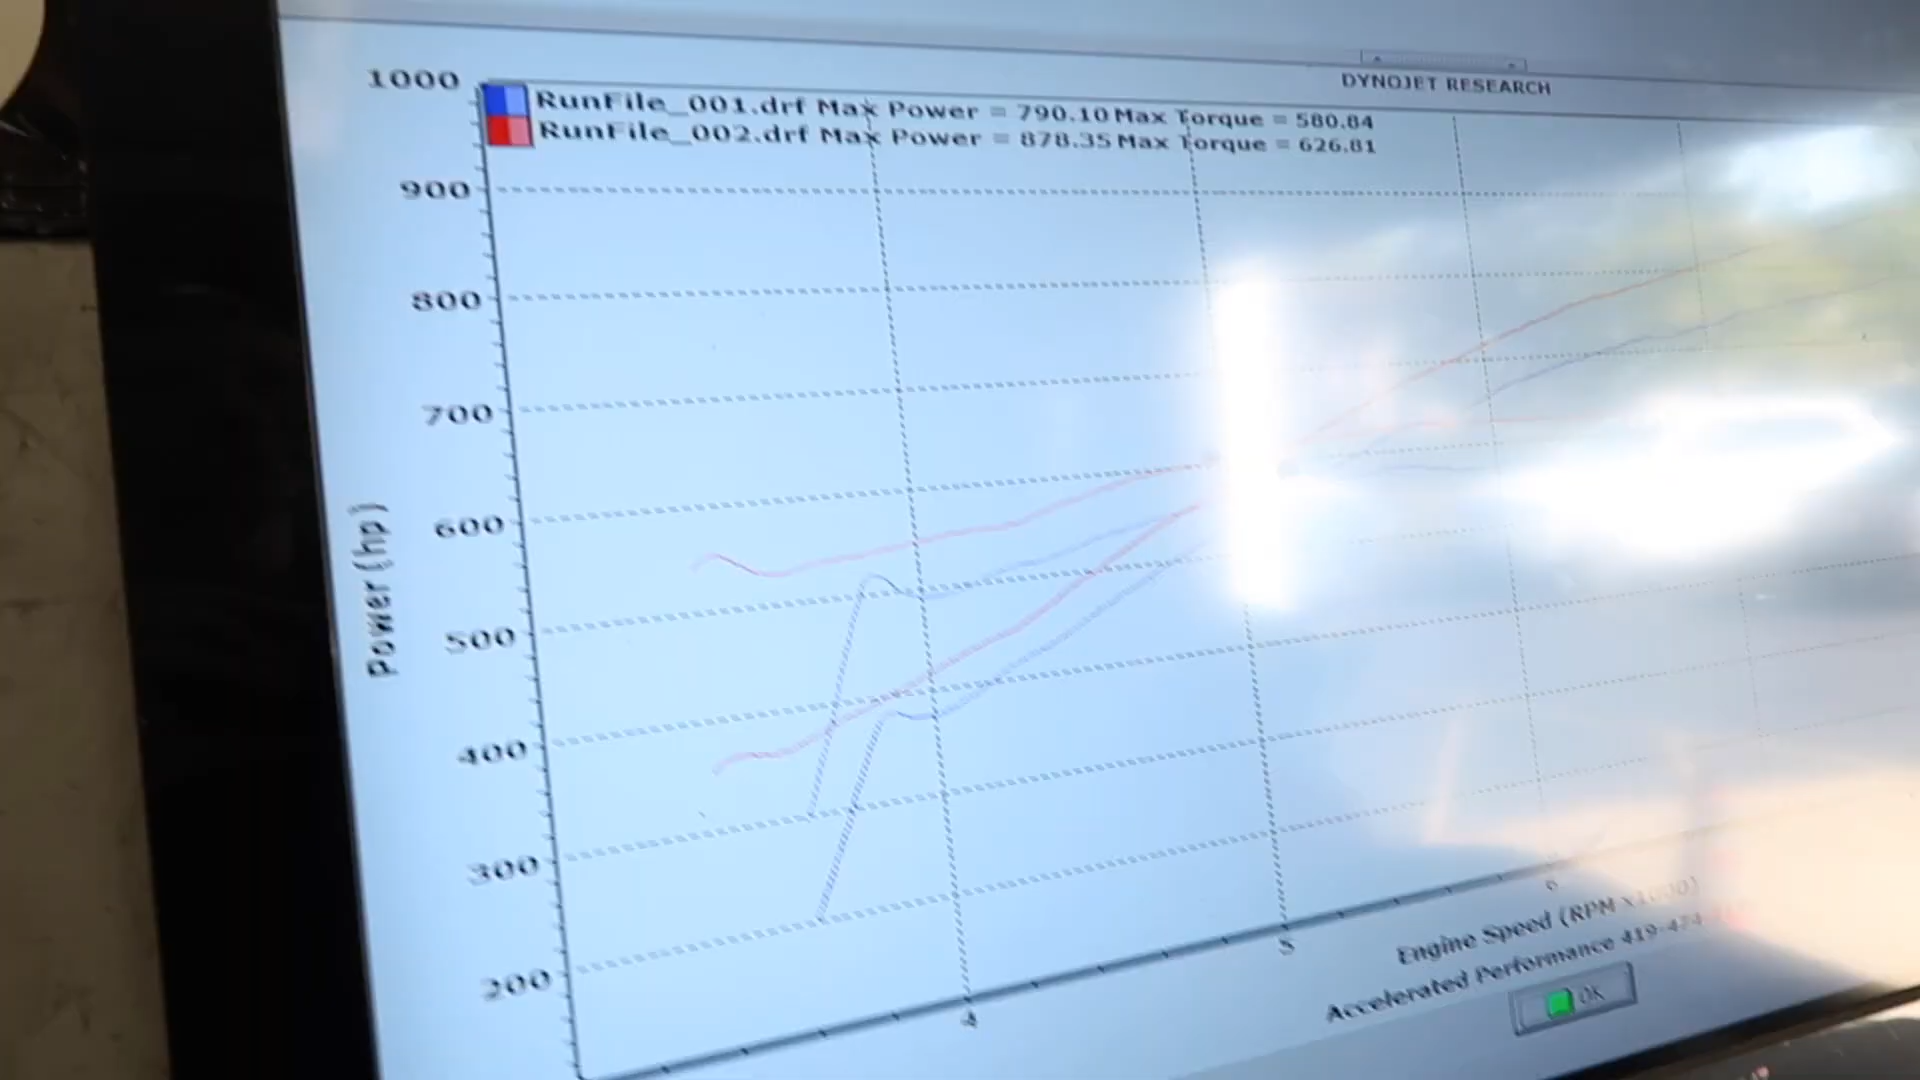 DYNOJET RESEARCH
RunFile_001.drf Max Power = 790.10 Max Torque = 580.84
RunFile_002.drf Max Power = 878.35 Max Torque = 626.81
1000
900
800
700
600
500
400
300
200
Power (hp)
4
5
6
Engine Speed (RPM x1000)
Accelerated Performance 419-474
OK